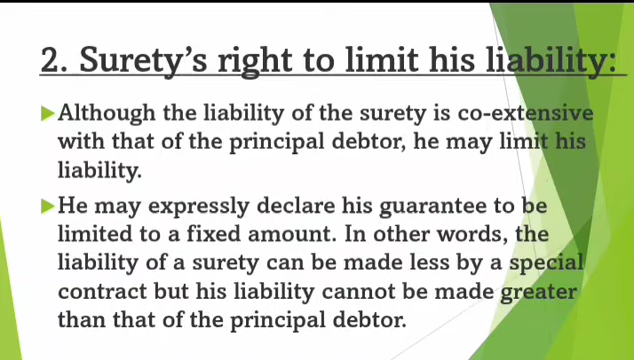 2. Surety's right to limit his liability:
Although the liability of the surety is co-extensive
with that of the principal debtor, he may limit his
liability.
He may expressly declare his guarantee to be
limited to a fixed amount. In other words, the
liability of a surety can be made less by a special
contract but his liability cannot be made greater
than that of the principal debtor.